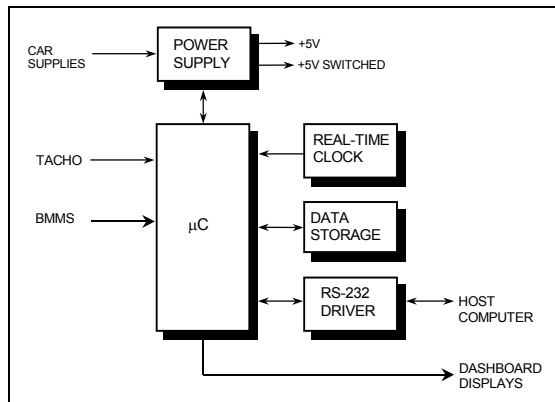 CAR
SUPPLIES
POWER
SUPPLY
+5V
+5V SWITCHED
TACHO
BMMS
µC
REAL-TIME
CLOCK
DATA
STORAGE
RS-232
DRIVER
HOST
COMPUTER
DASHBOARD
DISPLAYS